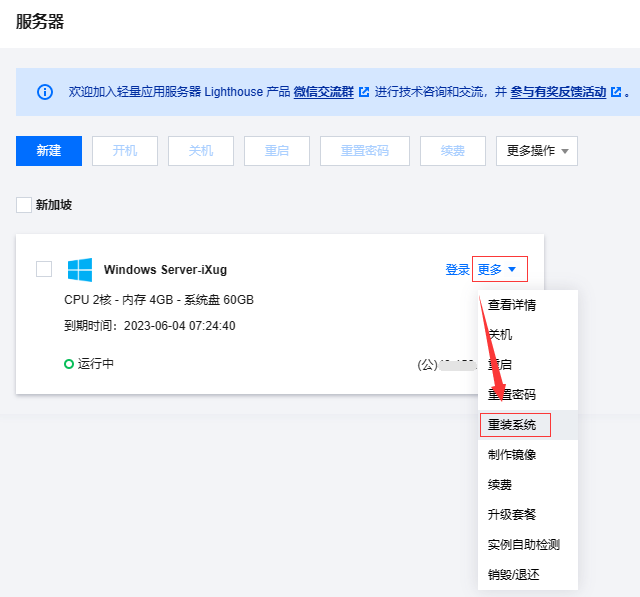 服务器
欢迎加入轻量应用服务器 Lighthouse 产品 微信交流群 进行技术咨询和交流，并 参与有奖反馈活动 。
新建 开机 关机 重启 重置密码 续费 更多操作
新加坡
Windows Server-iXug 登录 更多
CPU 2核 - 内存 4GB - 系统盘 60GB
到期时间：2023-06-04 07:24:40
运行中 (公)
查看详情
关机
重启
重置密码
重装系统
制作镜像
续费
升级套餐
实例自助检测
销毁/退还